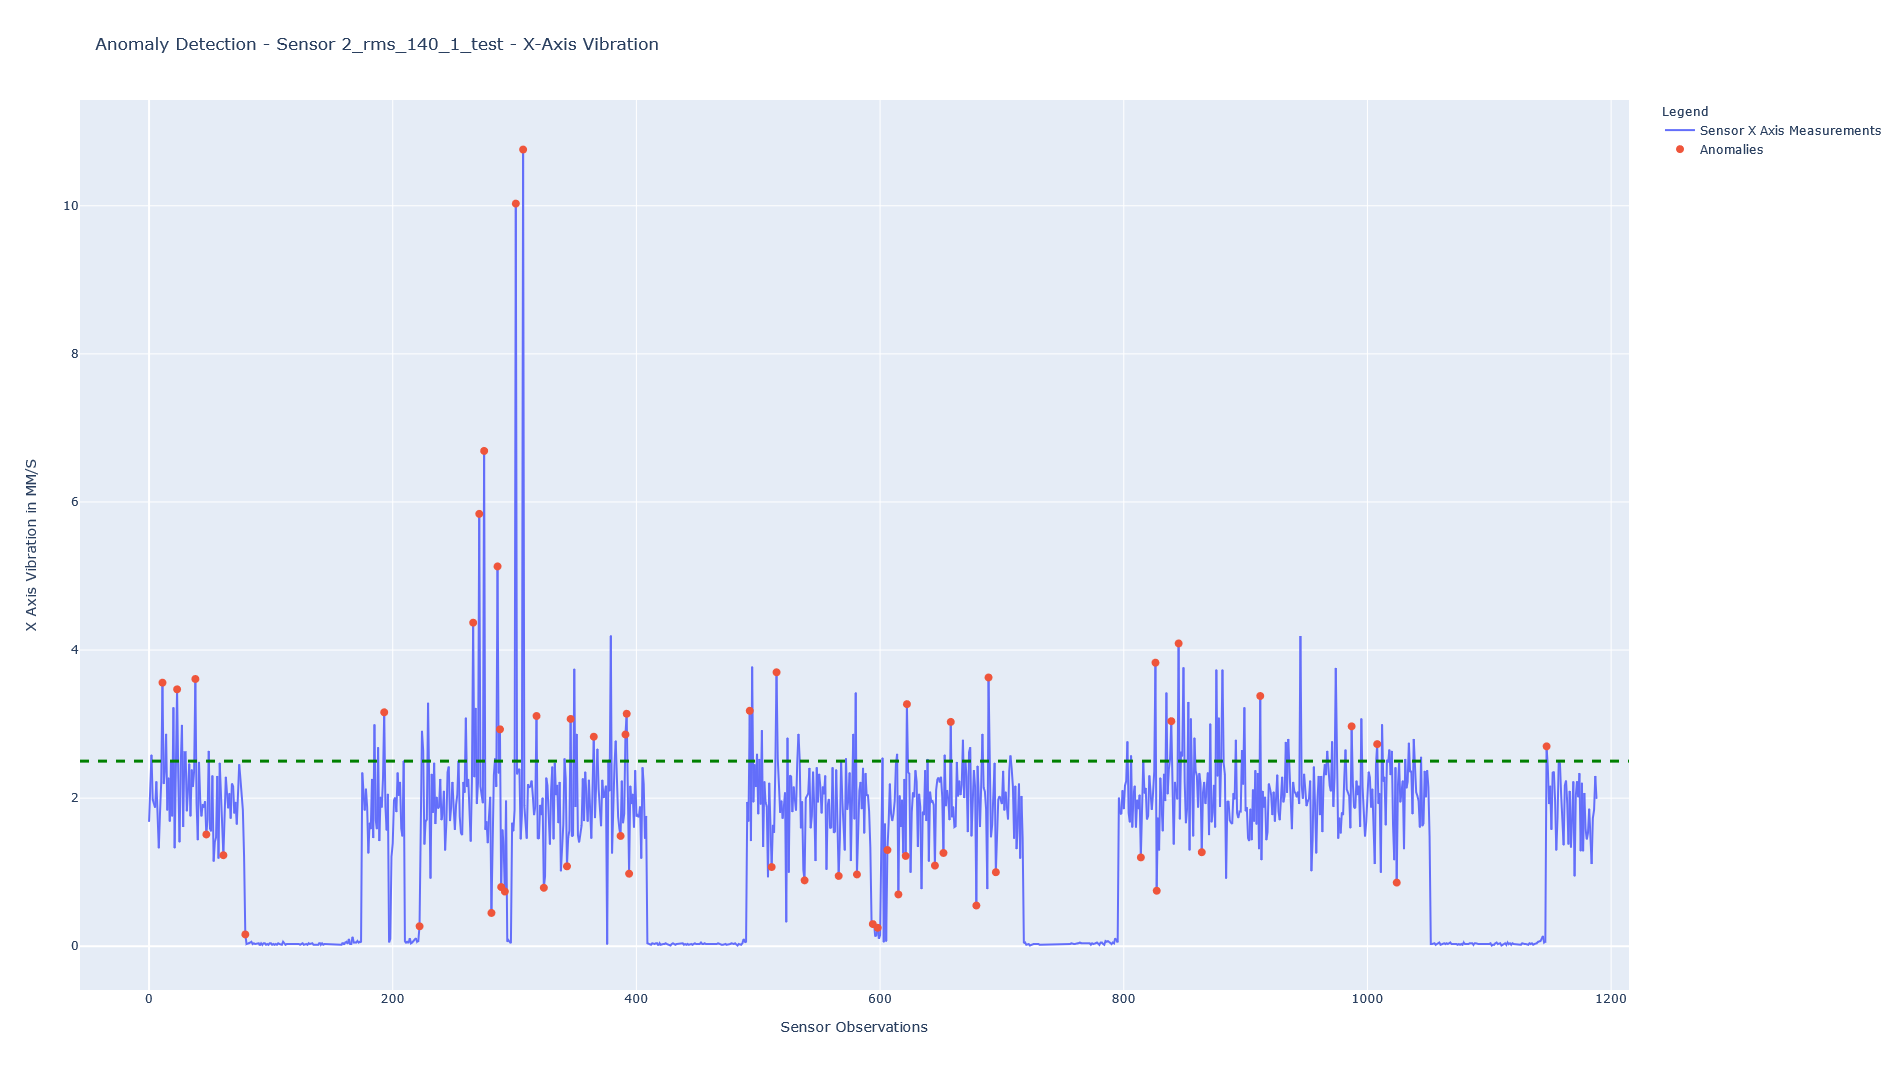 Anomaly Detection - Sensor 2_rms_140_1_test - X-Axis Vibration
Legend
Sensor X Axis Measurements
Anomalies
10
8
6
4
2
0
X Axis Vibration in MM/S
0
200
400
600
800
1000
1200
Sensor Observations